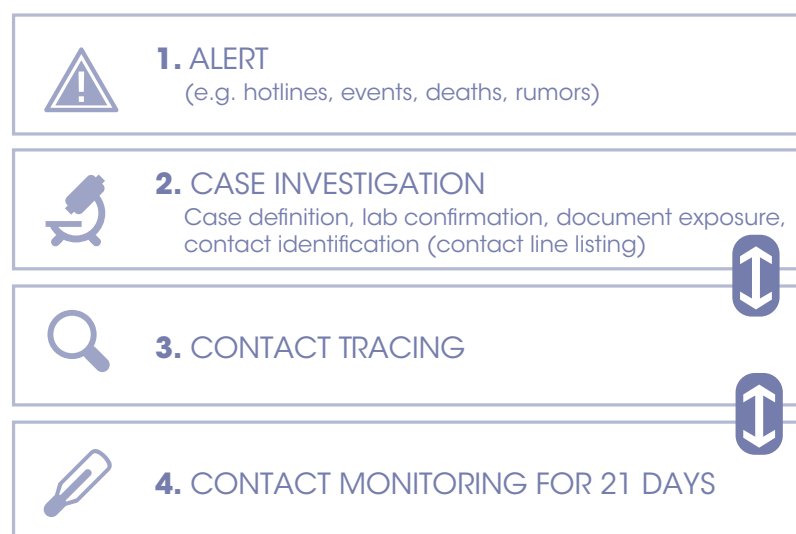 1. ALERT
(e.g. hotlines, events, deaths, rumors)
2. CASE INVESTIGATION
Case definition, lab confirmation, document exposure,
contact identification (contact line listing)
3. CONTACT TRACING
4. CONTACT MONITORING FOR 21 DAYS